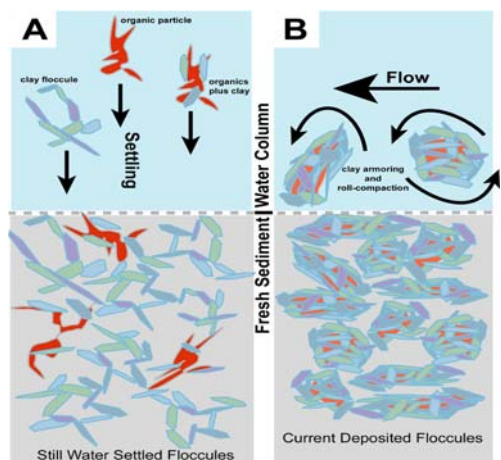 A
organic particle
clay floccule
organics
plus clay
Settling
Still Water Settled Floccules
Water Column
Fresh Sediment
B
Flow
clay armoring
and
roll-compaction
Current Deposited Floccules